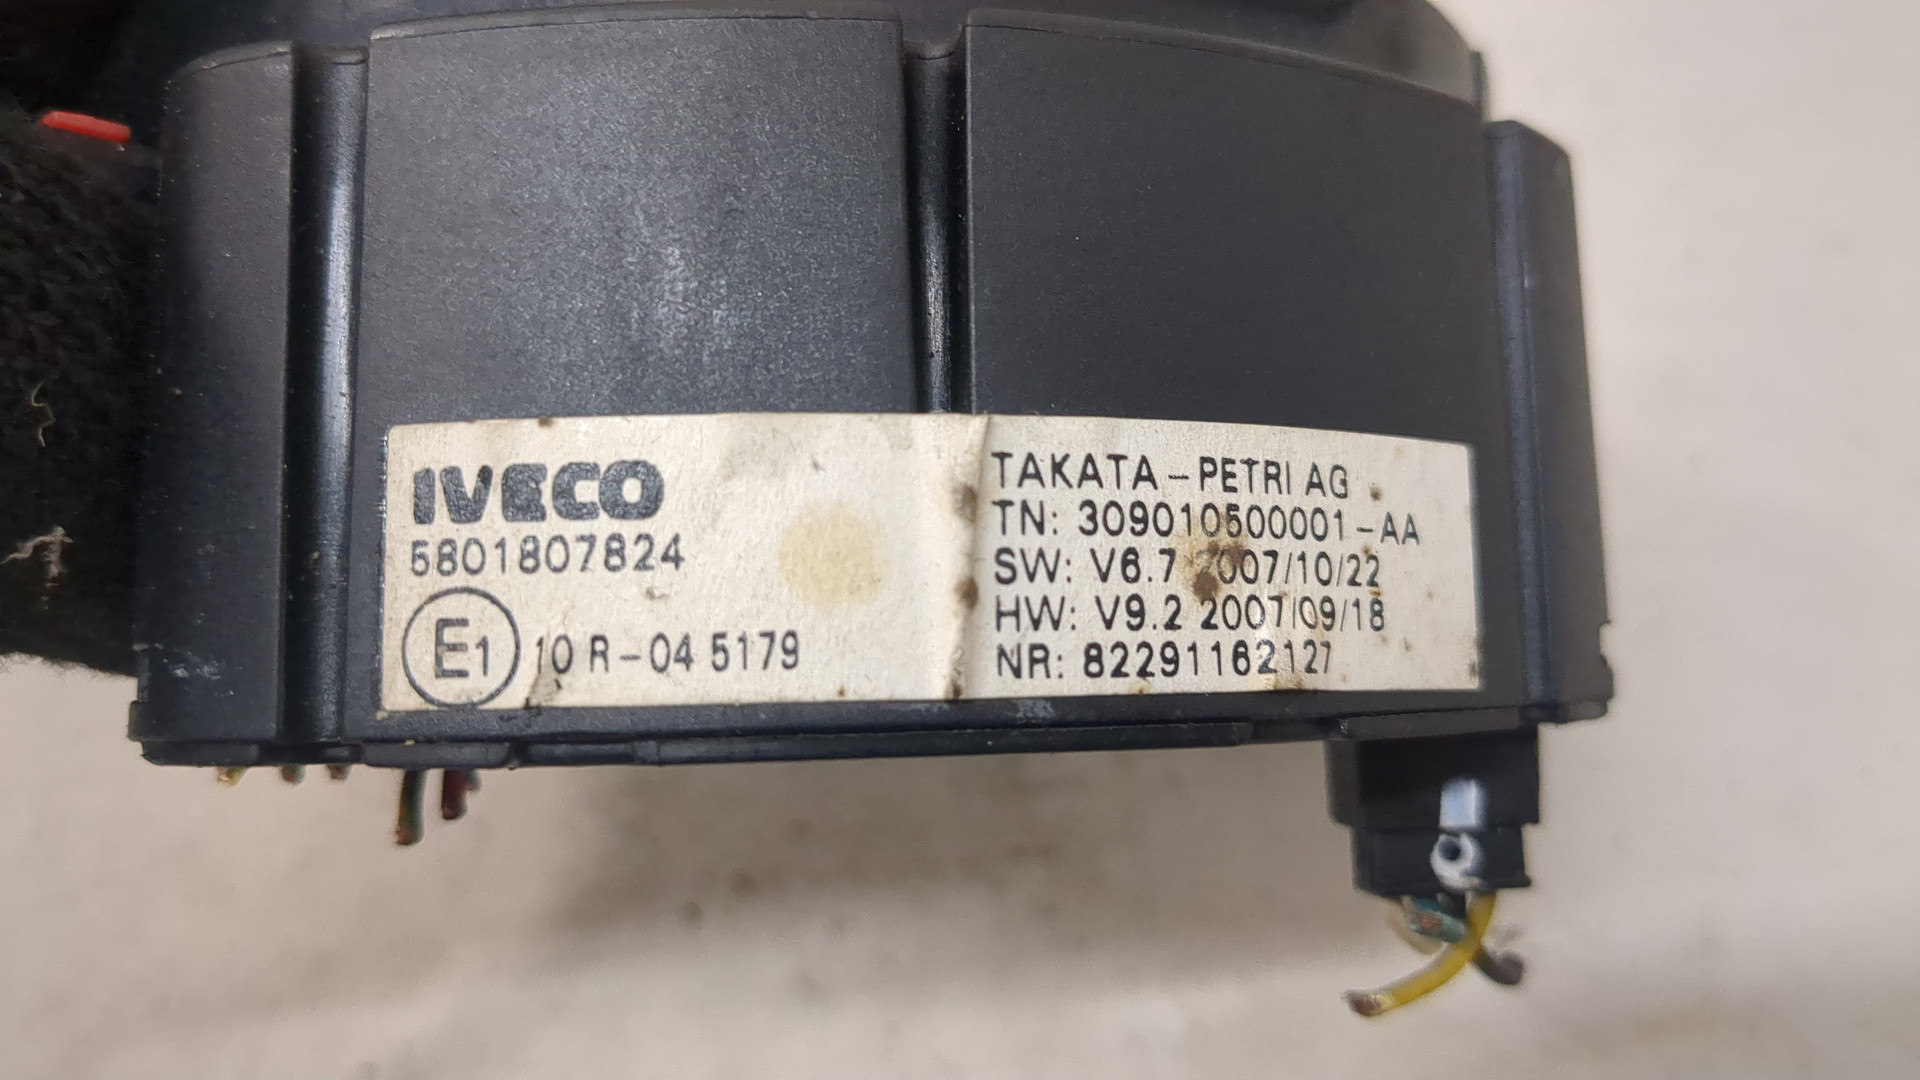 IVECO
5801807824
E1 10 R-04 5179
TAKATA-PETRI AG
TN: 309010500001-AA
SW: V6.7 2007/10/22
HW: V9.2 2007/09/18
NR: 82291162127